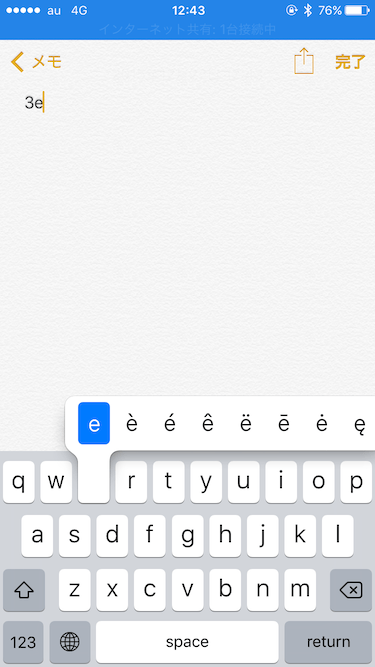 au 4G 12:43 76%
インターネット共有: 1台接続中
メモ 完了
3e
e è é ê ë ē ė ę
q w r t y u i o p
a s d f g h j k l
z x c v b n m
123 space return